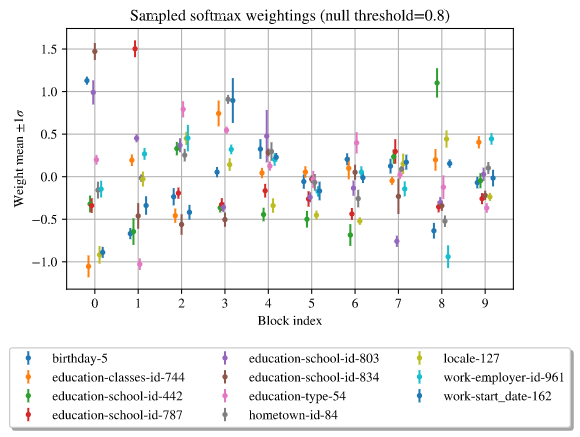 Sampled softmax weightings (null threshold=0.8)
Weight mean ±1σ
1.5
1.0
0.5
0.0
−0.5
−1.0
0 1 2 3 4 5 6 7 8 9
Block index
birthday-5 education-school-id-803 locale-127
education-classes-id-744 education-school-id-834 work-employer-id-961
education-school-id-442 education-type-54 work-start_date-162
education-school-id-787 hometown-id-84